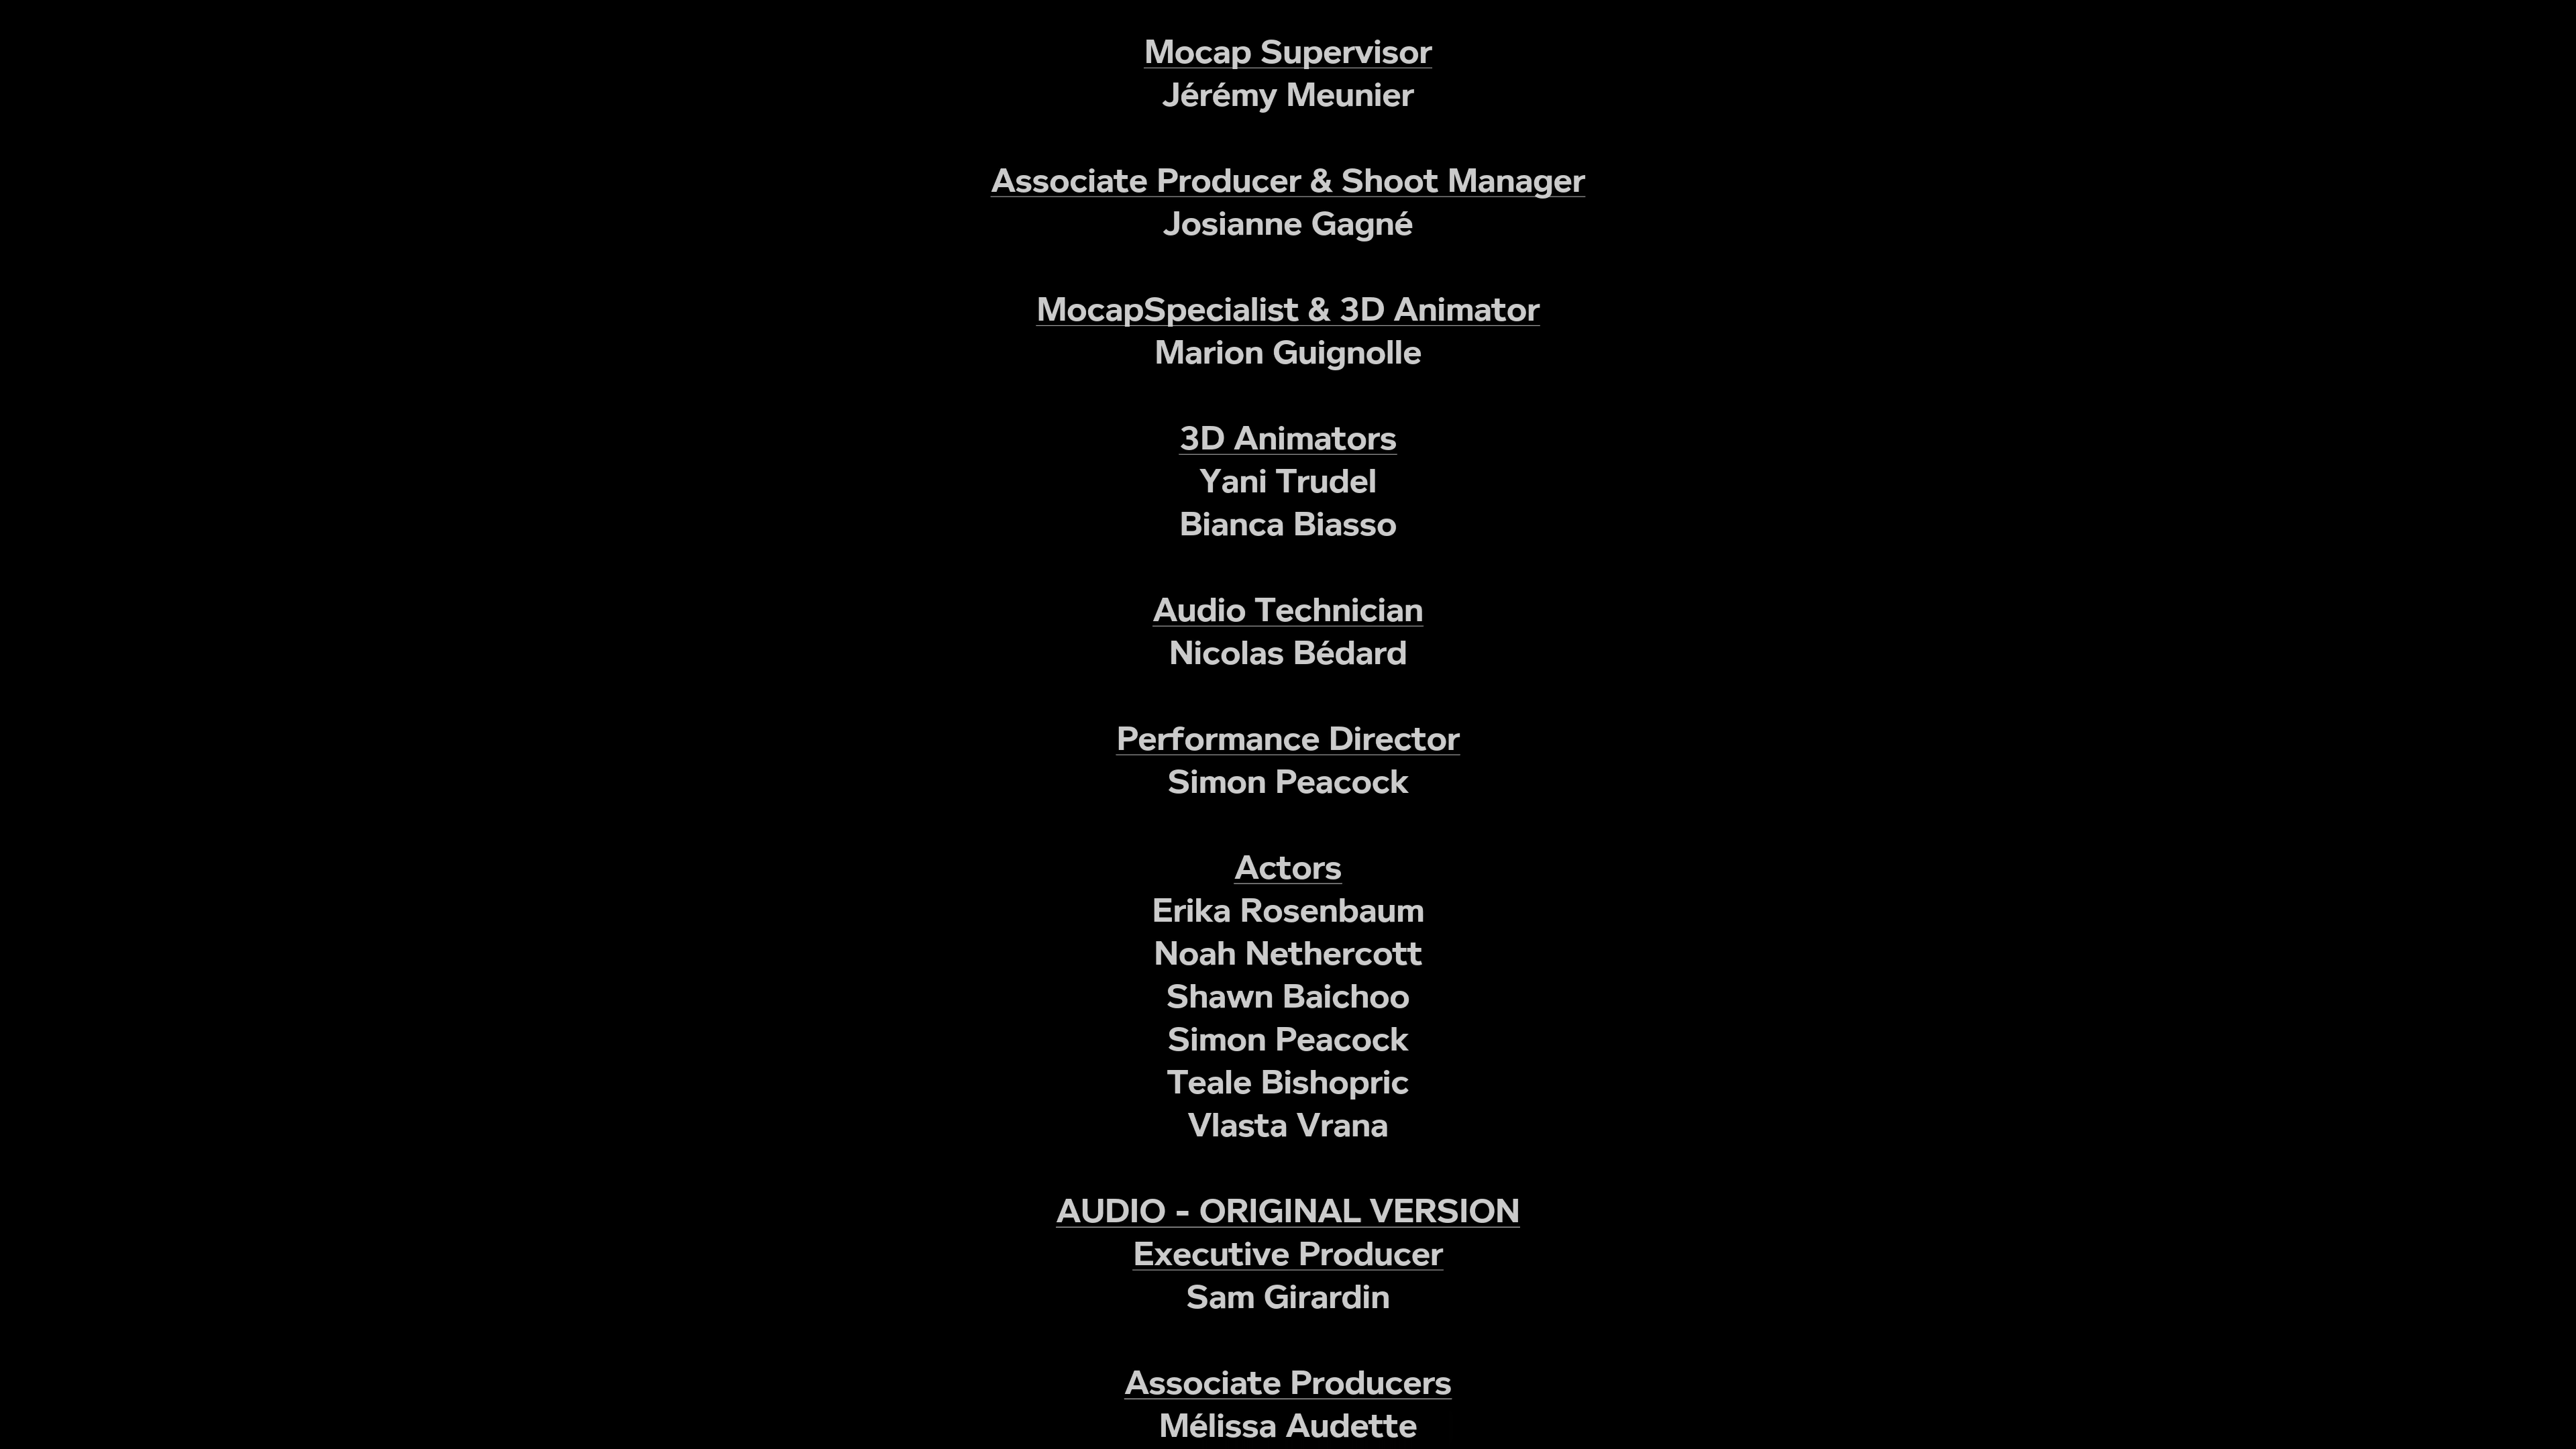 Mocap Supervisor
Jérémy Meunier
Associate Producer & Shoot Manager
Josianne Gagné
MocapSpecialist & 3D Animator
Marion Guignolle
3D Animators
Yani Trudel
Bianca Biasso
Audio Technician
Nicolas Bédard
Performance Director
Simon Peacock
Actors
Erika Rosenbaum
Noah Nethercott
Shawn Baichoo
Simon Peacock
Teale Bishopric
Vlasta Vrana
AUDIO - ORIGINAL VERSION
Executive Producer
Sam Girardin
Associate Producers
Mélissa Audette